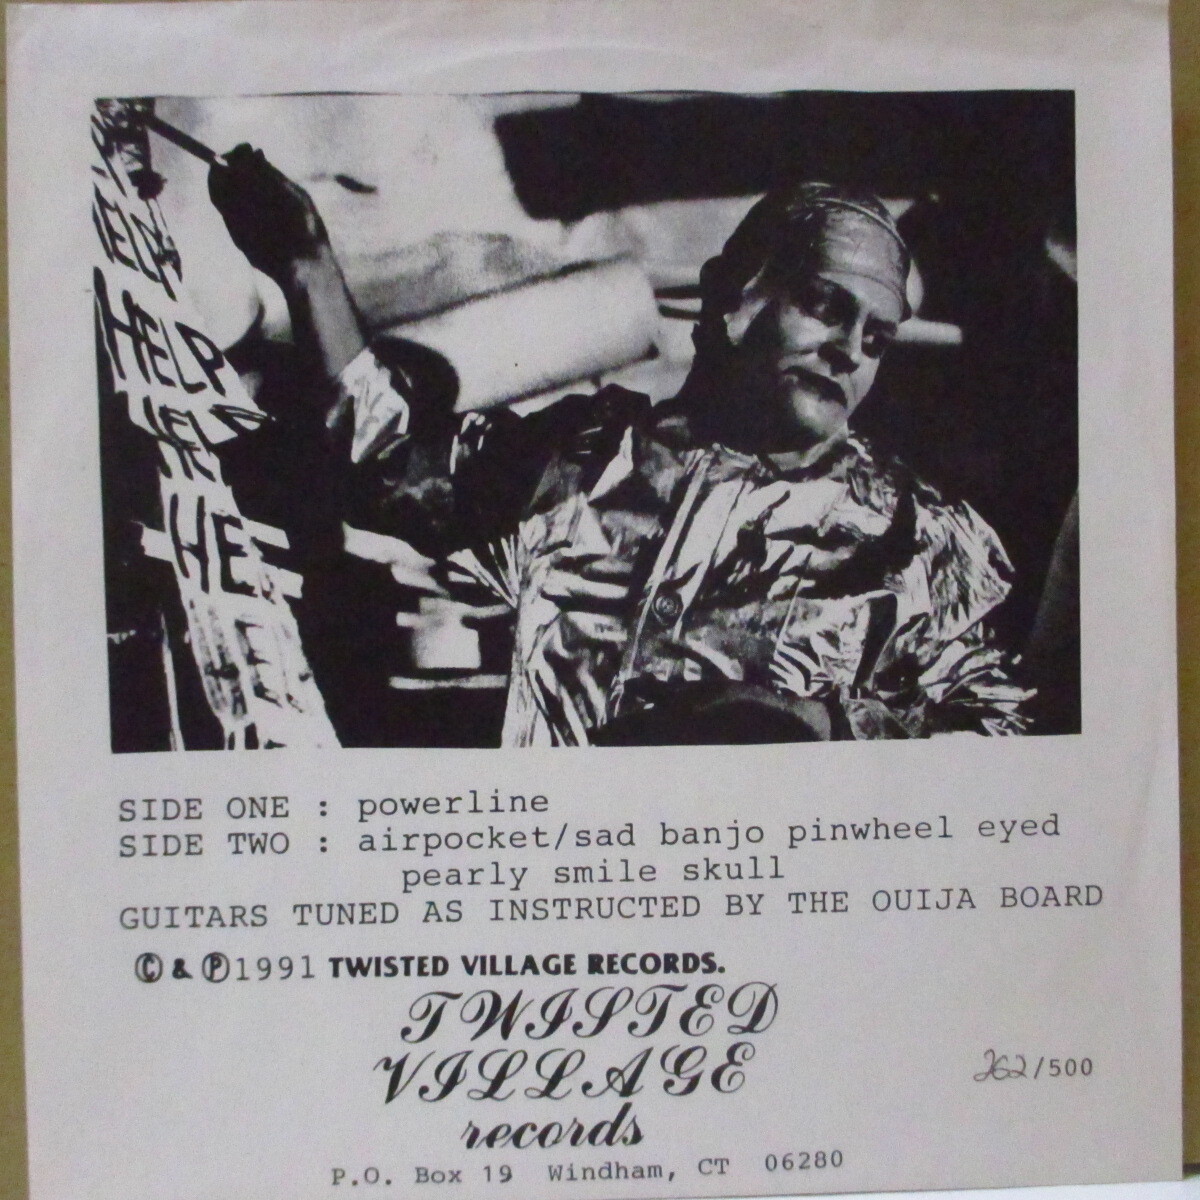 HELP
HE
SIDE ONE : powerline
SIDE TWO : airpocket/sad banjo pinwheel eyed
pearly smile skull
GUITARS TUNED AS INSTRUCTED BY THE OUIJA BOARD
© & ℗1991 TWISTED VILLAGE RECORDS.
TWISTED
VILLAGE
records
262/500
P.O. Box 19 Windham, CT 06280